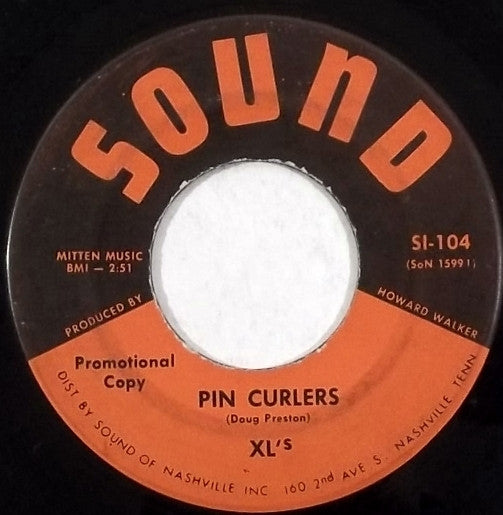 SOUND
MITTEN MUSIC
BMI — 2:51
SI-104
(SoN 15991)
PRODUCED BY HOWARD WALKER
Promotional
Copy
PIN CURLERS
(Doug Preston)
XL's
DIST BY SOUND OF NASHVILLE INC 160 2nd AVE S. NASHVILLE TENN